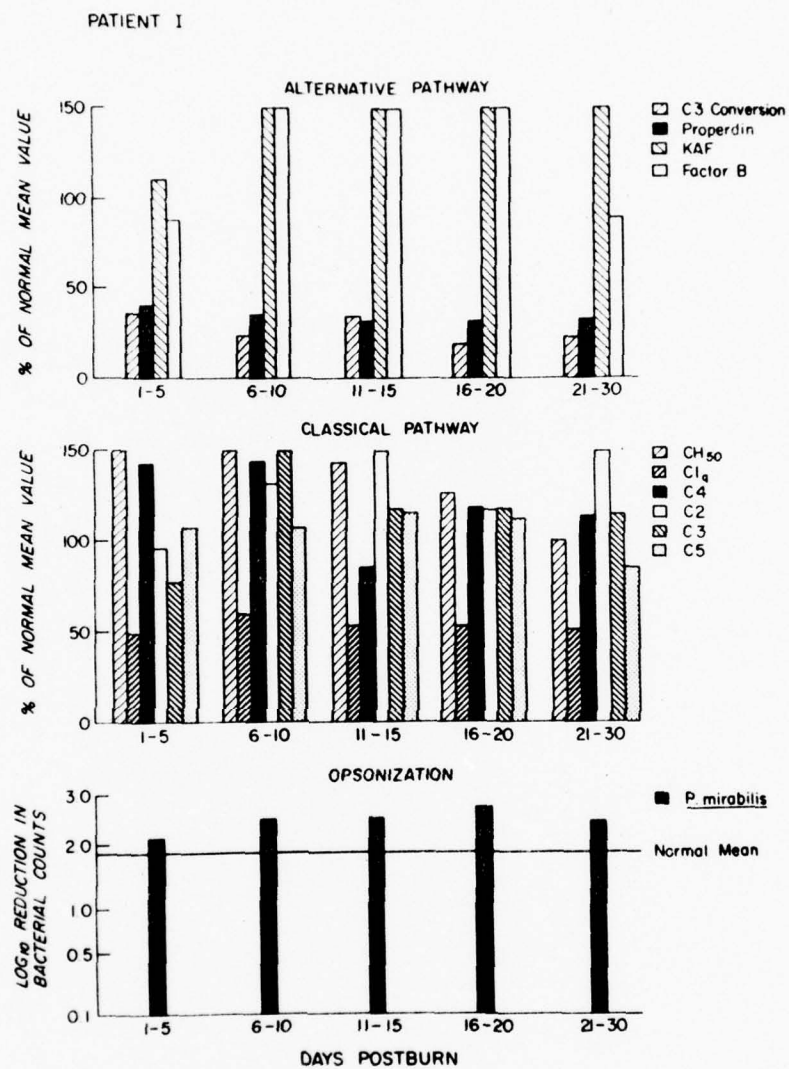 PATIENT I
ALTERNATIVE PATHWAY
% OF NORMAL MEAN VALUE
150
100
50
0
C3 Conversion
Properdin
KAF
Factor B
1-5
6-10
11-15
16-20
21-30
CLASSICAL PATHWAY
% OF NORMAL MEAN VALUE
150
100
50
0
CH50
C1q
C4
C2
C3
C5
1-5
6-10
11-15
16-20
21-30
OPSONIZATION
LOG10 REDUCTION IN
BACTERIAL COUNTS
3.0
2.0
1.0
0.5
0.1
P. mirabilis
Normal Mean
1-5
6-10
11-15
16-20
21-30
DAYS POSTBURN